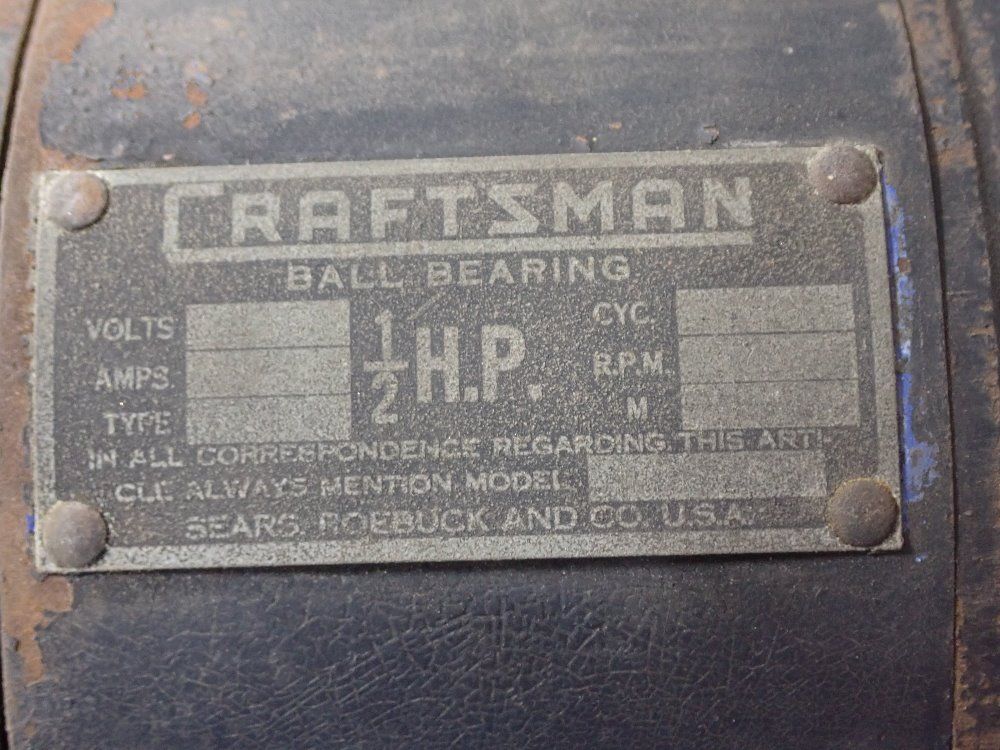 CRAFTSMAN
BALL BEARING
VOLTS
AMPS.
TYPE
1/2 H.P.
CYC.
R.P.M.
M
IN ALL CORRESPONDENCE REGARDING THIS ARTI-
CLE ALWAYS MENTION MODEL
SEARS, ROEBUCK AND CO. U.S.A.